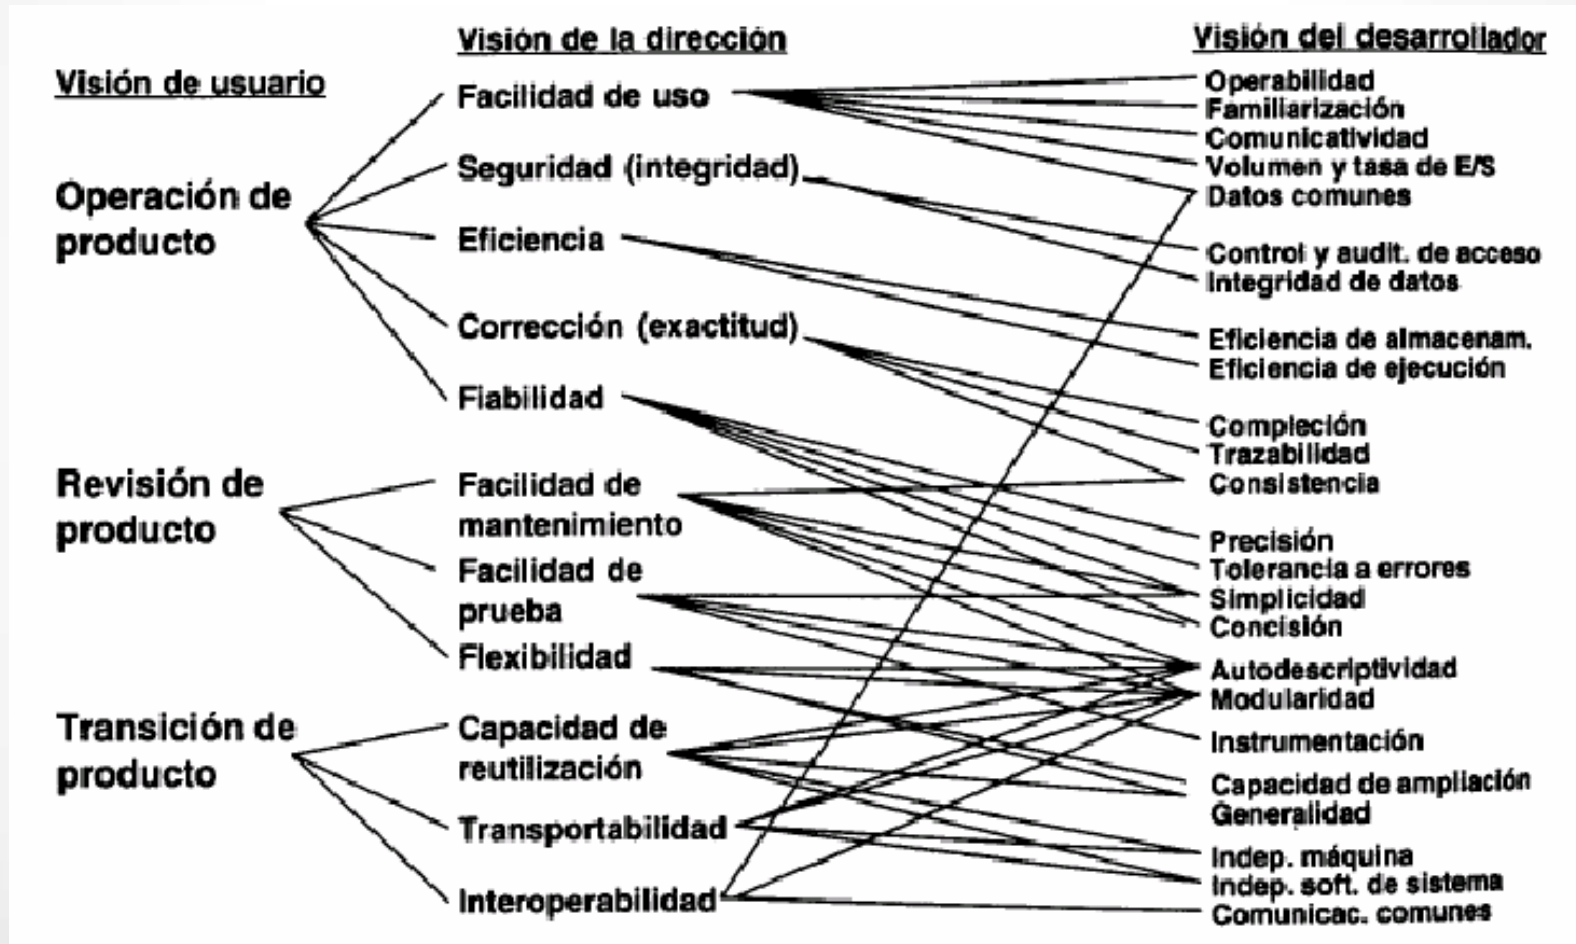 Visión de usuario
Operación de
producto
Revisión de
producto
Transición de
producto
Visión de la dirección
Facilidad de uso
Seguridad (integridad)
Eficiencia
Corrección (exactitud)
Fiabilidad
Facilidad de
mantenimiento
Facilidad de
prueba
Flexibilidad
Capacidad de
reutilización
Transportabilidad
Interoperabilidad
Visión del desarrollador
Operabilidad
Familiarización
Comunicatividad
Volumen y tasa de E/S
Datos comunes
Control y audit. de acceso
Integridad de datos
Eficiencia de almacenam.
Eficiencia de ejecución
Compleción
Trazabilidad
Consistencia
Precisión
Tolerancia a errores
Simplicidad
Concisión
Autodescriptividad
Modularidad
Instrumentación
Capacidad de ampliación
Generalidad
Indep. máquina
Indep. soft. de sistema
Comunicac. comunes